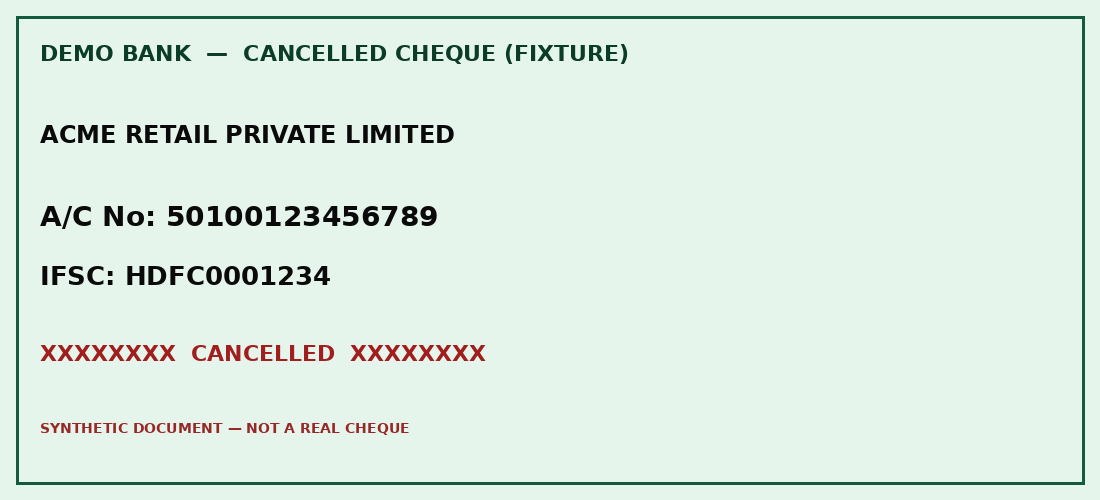 DEMO BANK — CANCELLED CHEQUE (FIXTURE)
ACME RETAIL PRIVATE LIMITED
A/C No: 50100123456789
IFSC: HDFC0001234
XXXXXXXX CANCELLED XXXXXXXX
SYNTHETIC DOCUMENT — NOT A REAL CHEQUE